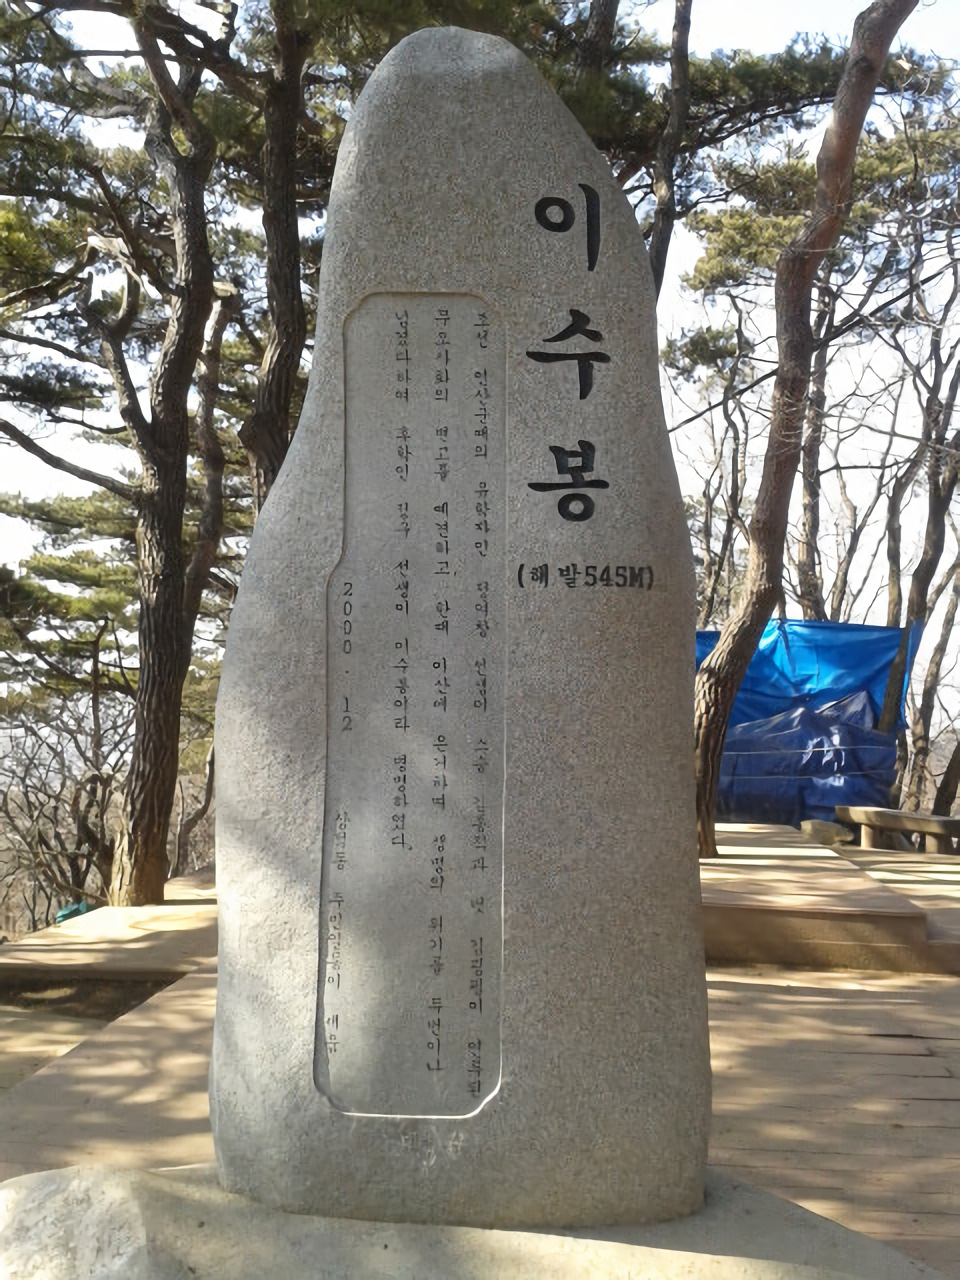 이수봉
(해발545M)
조선 연산군때의 유학자인 정여창 선생이 스승 김종직과 벗 김굉필이 연루된
무오사화의 변고를 예견하고 한때 이산에 은거하며 생명의 위기를 두번이나
넘겼다하여 후학인 정구 선생이 이수봉이라 명명하였다.
2000. 12
상적동 주민일동이 세움